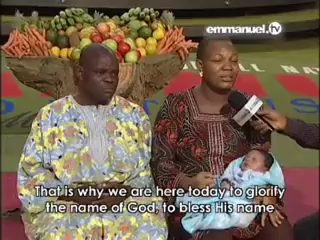 emmanuel.tv
That is why we are here today to glorify
the name of God, to bless His name